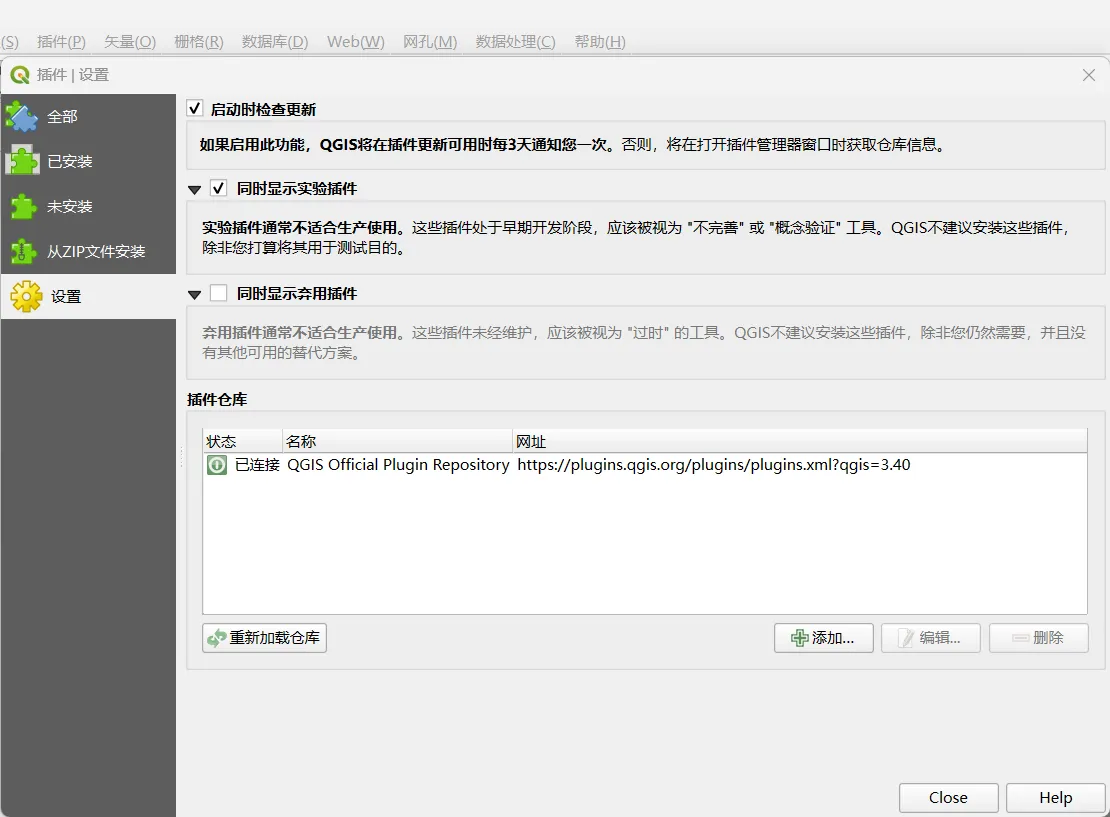 (S) 插件(P) 矢量(O) 栅格(R) 数据库(D) Web(W) 网孔(M) 数据处理(C) 帮助(H)
插件 | 设置
全部
已安装
未安装
从ZIP文件安装
设置
启动时检查更新
如果启用此功能，QGIS将在插件更新可用时每3天通知您一次。否则，将在打开插件管理器窗口时获取仓库信息。
同时显示实验插件
实验插件通常不适合生产使用。这些插件处于早期开发阶段，应该被视为 "不完善" 或 "概念验证" 工具。QGIS不建议安装这些插件，
除非您打算将其用于测试目的。
同时显示弃用插件
弃用插件通常不适合生产使用。这些插件未经维护，应该被视为 "过时" 的工具。QGIS不建议安装这些插件，除非您仍然需要，并且没
有其他可用的替代方案。
插件仓库
状态 名称 网址
已连接 QGIS Official Plugin Repository https://plugins.qgis.org/plugins/plugins.xml?qgis=3.40
重新加载仓库 添加... 编辑... 删除
Close Help